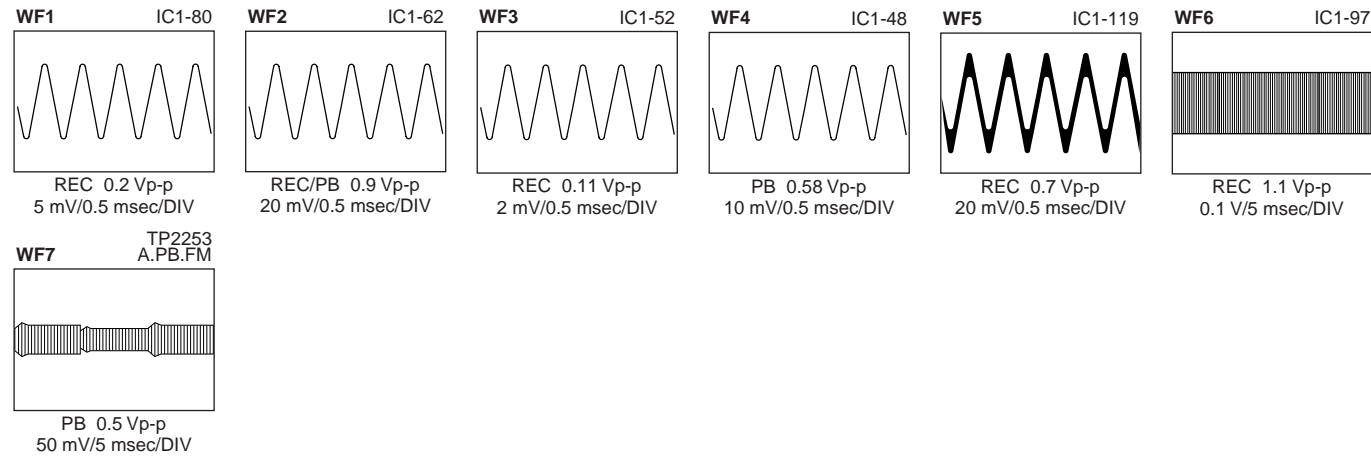 WF1 IC1-80
REC 0.2 Vp-p
5 mV/0.5 msec/DIV
WF2 IC1-62
REC/PB 0.9 Vp-p
20 mV/0.5 msec/DIV
WF3 IC1-52
REC 0.11 Vp-p
2 mV/0.5 msec/DIV
WF4 IC1-48
PB 0.58 Vp-p
10 mV/0.5 msec/DIV
WF5 IC1-119
REC 0.7 Vp-p
20 mV/0.5 msec/DIV
WF6 IC1-97
REC 1.1 Vp-p
0.1 V/5 msec/DIV
TP2253
WF7 A.PB.FM
PB 0.5 Vp-p
50 mV/5 msec/DIV